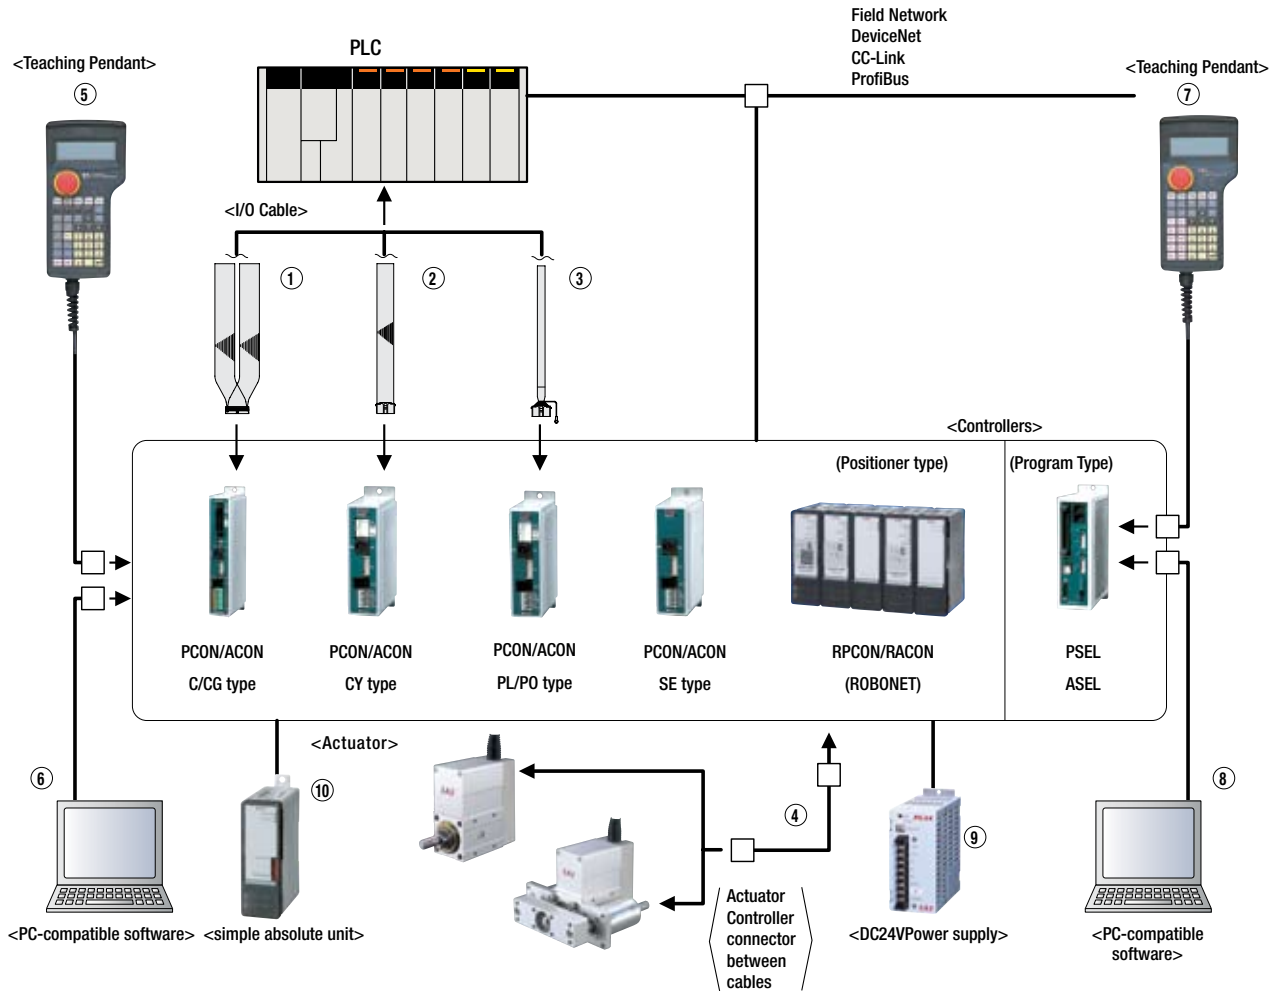 Field Network
DeviceNet
CC-Link
ProfiBus
PLC
<Teaching Pendant>
⑤
<Teaching Pendant>
⑦
<I/O Cable>
①
②
③
<Controllers>
(Positioner type)
(Program Type)
PCON/ACON
C/CG type
PCON/ACON
CY type
PCON/ACON
PL/PO type
PCON/ACON
SE type
RPCON/RACON
(ROBONET)
PSEL
ASEL
<Actuator>
⑥
⑩
④
⑨
⑧
<PC-compatible software>
<simple absolute unit>
Actuator
Controller
connector
between
cables
<DC24VPower supply>
<PC-compatible
software>